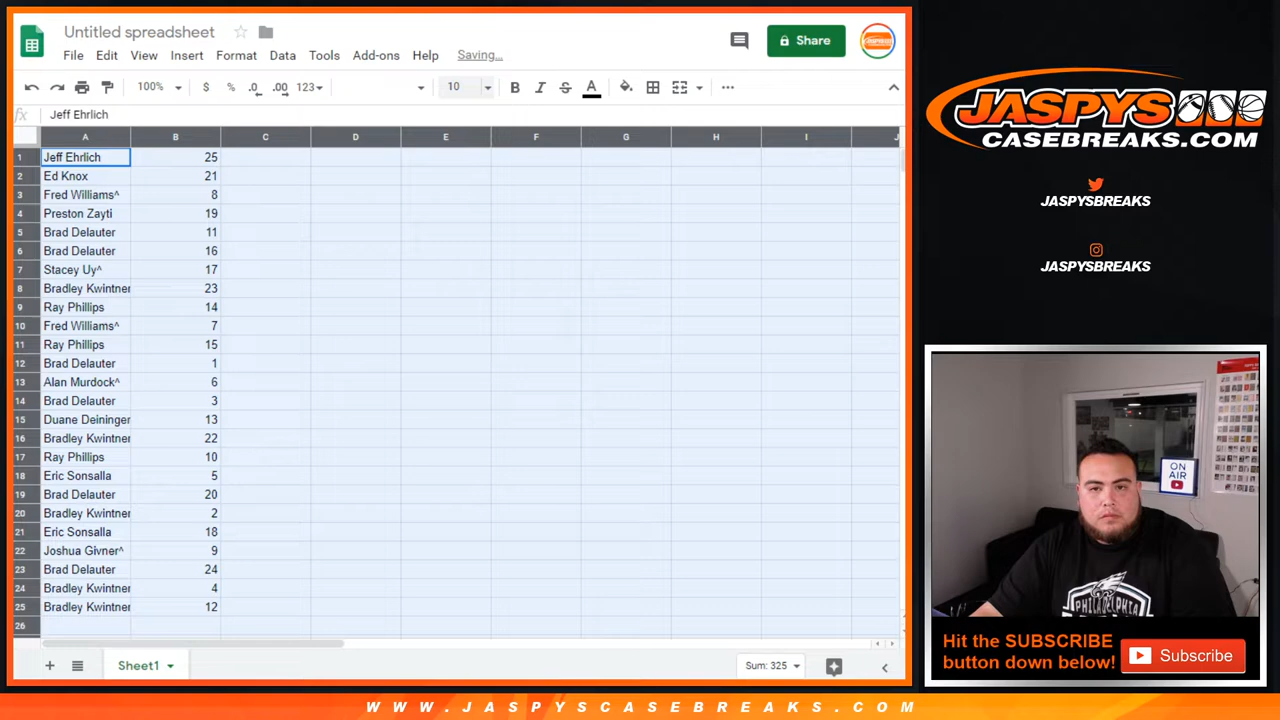 Untitled spreadsheet
File Edit View Insert Format Data Tools Add-ons Help Saving...
Share
100% $ % .0 .00 123 10 B I S A
fx Jeff Ehrlich
A B C D E F G H I J
1 Jeff Ehrlich 25
2 Ed Knox 21
3 Fred Williams^ 8
4 Preston Zayti 19
5 Brad Delauter 11
6 Brad Delauter 16
7 Stacey Uy^ 17
8 Bradley Kwintner 23
9 Ray Phillips 14
10 Fred Williams^ 7
11 Ray Phillips 15
12 Brad Delauter 1
13 Alan Murdock^ 6
14 Brad Delauter 3
15 Duane Deininger 13
16 Bradley Kwintner 22
17 Ray Phillips 10
18 Eric Sonsalla 5
19 Brad Delauter 20
20 Bradley Kwintner 2
21 Eric Sonsalla 18
22 Joshua Givner^ 9
23 Brad Delauter 24
24 Bradley Kwintner 4
25 Bradley Kwintner 12
26
Sheet1
Sum: 325
JASPYS
CASEBREAKS.COM
JASPYSBREAKS
JASPYSBREAKS
ON
AIR
PHILADELPHIA
Hit the SUBSCRIBE
button down below!
Subscribe
WWW.JASPYSCASEBREAKS.COM